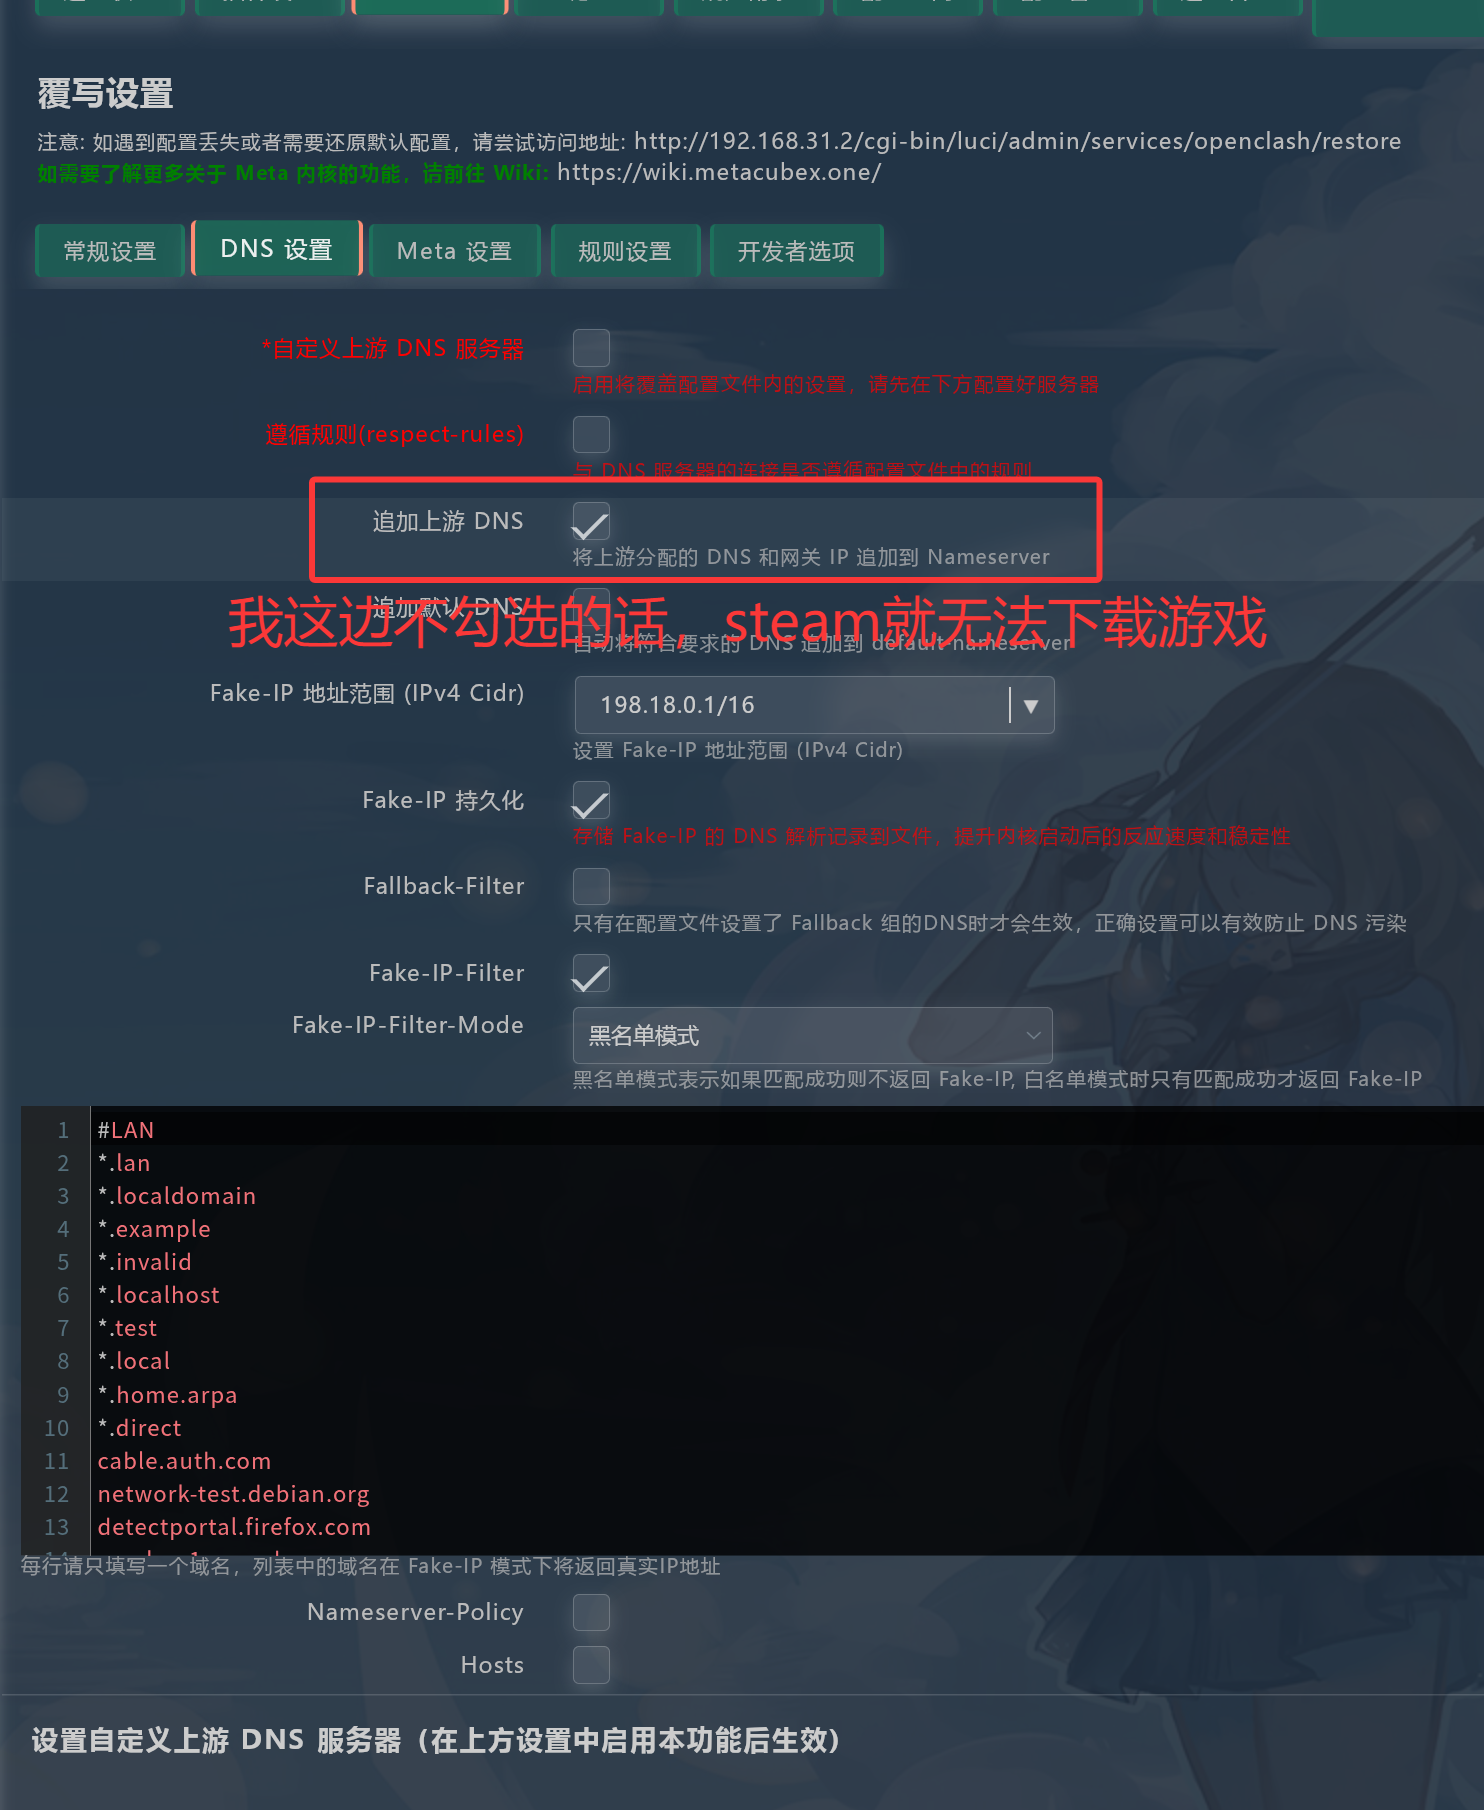 覆写设置
注意: 如遇到配置丢失或者需要还原默认配置，请尝试访问地址: http://192.168.31.2/cgi-bin/luci/admin/services/openclash/restore
如需要了解更多关于 Meta 内核的功能，请前往 Wiki: https://wiki.metacubex.one/
常规设置 DNS 设置 Meta 设置 规则设置 开发者选项
*自定义上游 DNS 服务器
启用将覆盖配置文件内的设置，请先在下方配置好服务器
遵循规则(respect-rules)
与 DNS 服务器的连接是否遵循配置文件中的规则
追加上游 DNS
将上游分配的 DNS 和网关 IP 追加到 Nameserver
追加默认 DNS
我这边不勾选的话，steam就无法下载游戏
自动将符合要求的 DNS 追加到 default-nameserver
Fake-IP 地址范围 (IPv4 Cidr)
198.18.0.1/16
设置 Fake-IP 地址范围 (IPv4 Cidr)
Fake-IP 持久化
存储 Fake-IP 的 DNS 解析记录到文件，提升内核启动后的反应速度和稳定性
Fallback-Filter
只有在配置文件设置了 Fallback 组的DNS时才会生效，正确设置可以有效防止 DNS 污染
Fake-IP-Filter
Fake-IP-Filter-Mode
黑名单模式
黑名单模式表示如果匹配成功则不返回 Fake-IP, 白名单模式时只有匹配成功才返回 Fake-IP
1 #LAN
2 *.lan
3 *.localdomain
4 *.example
5 *.invalid
6 *.localhost
7 *.test
8 *.local
9 *.home.arpa
10 *.direct
11 cable.auth.com
12 network-test.debian.org
13 detectportal.firefox.com
每行请只填写一个域名，列表中的域名在 Fake-IP 模式下将返回真实IP地址
Nameserver-Policy
Hosts
设置自定义上游 DNS 服务器（在上方设置中启用本功能后生效）